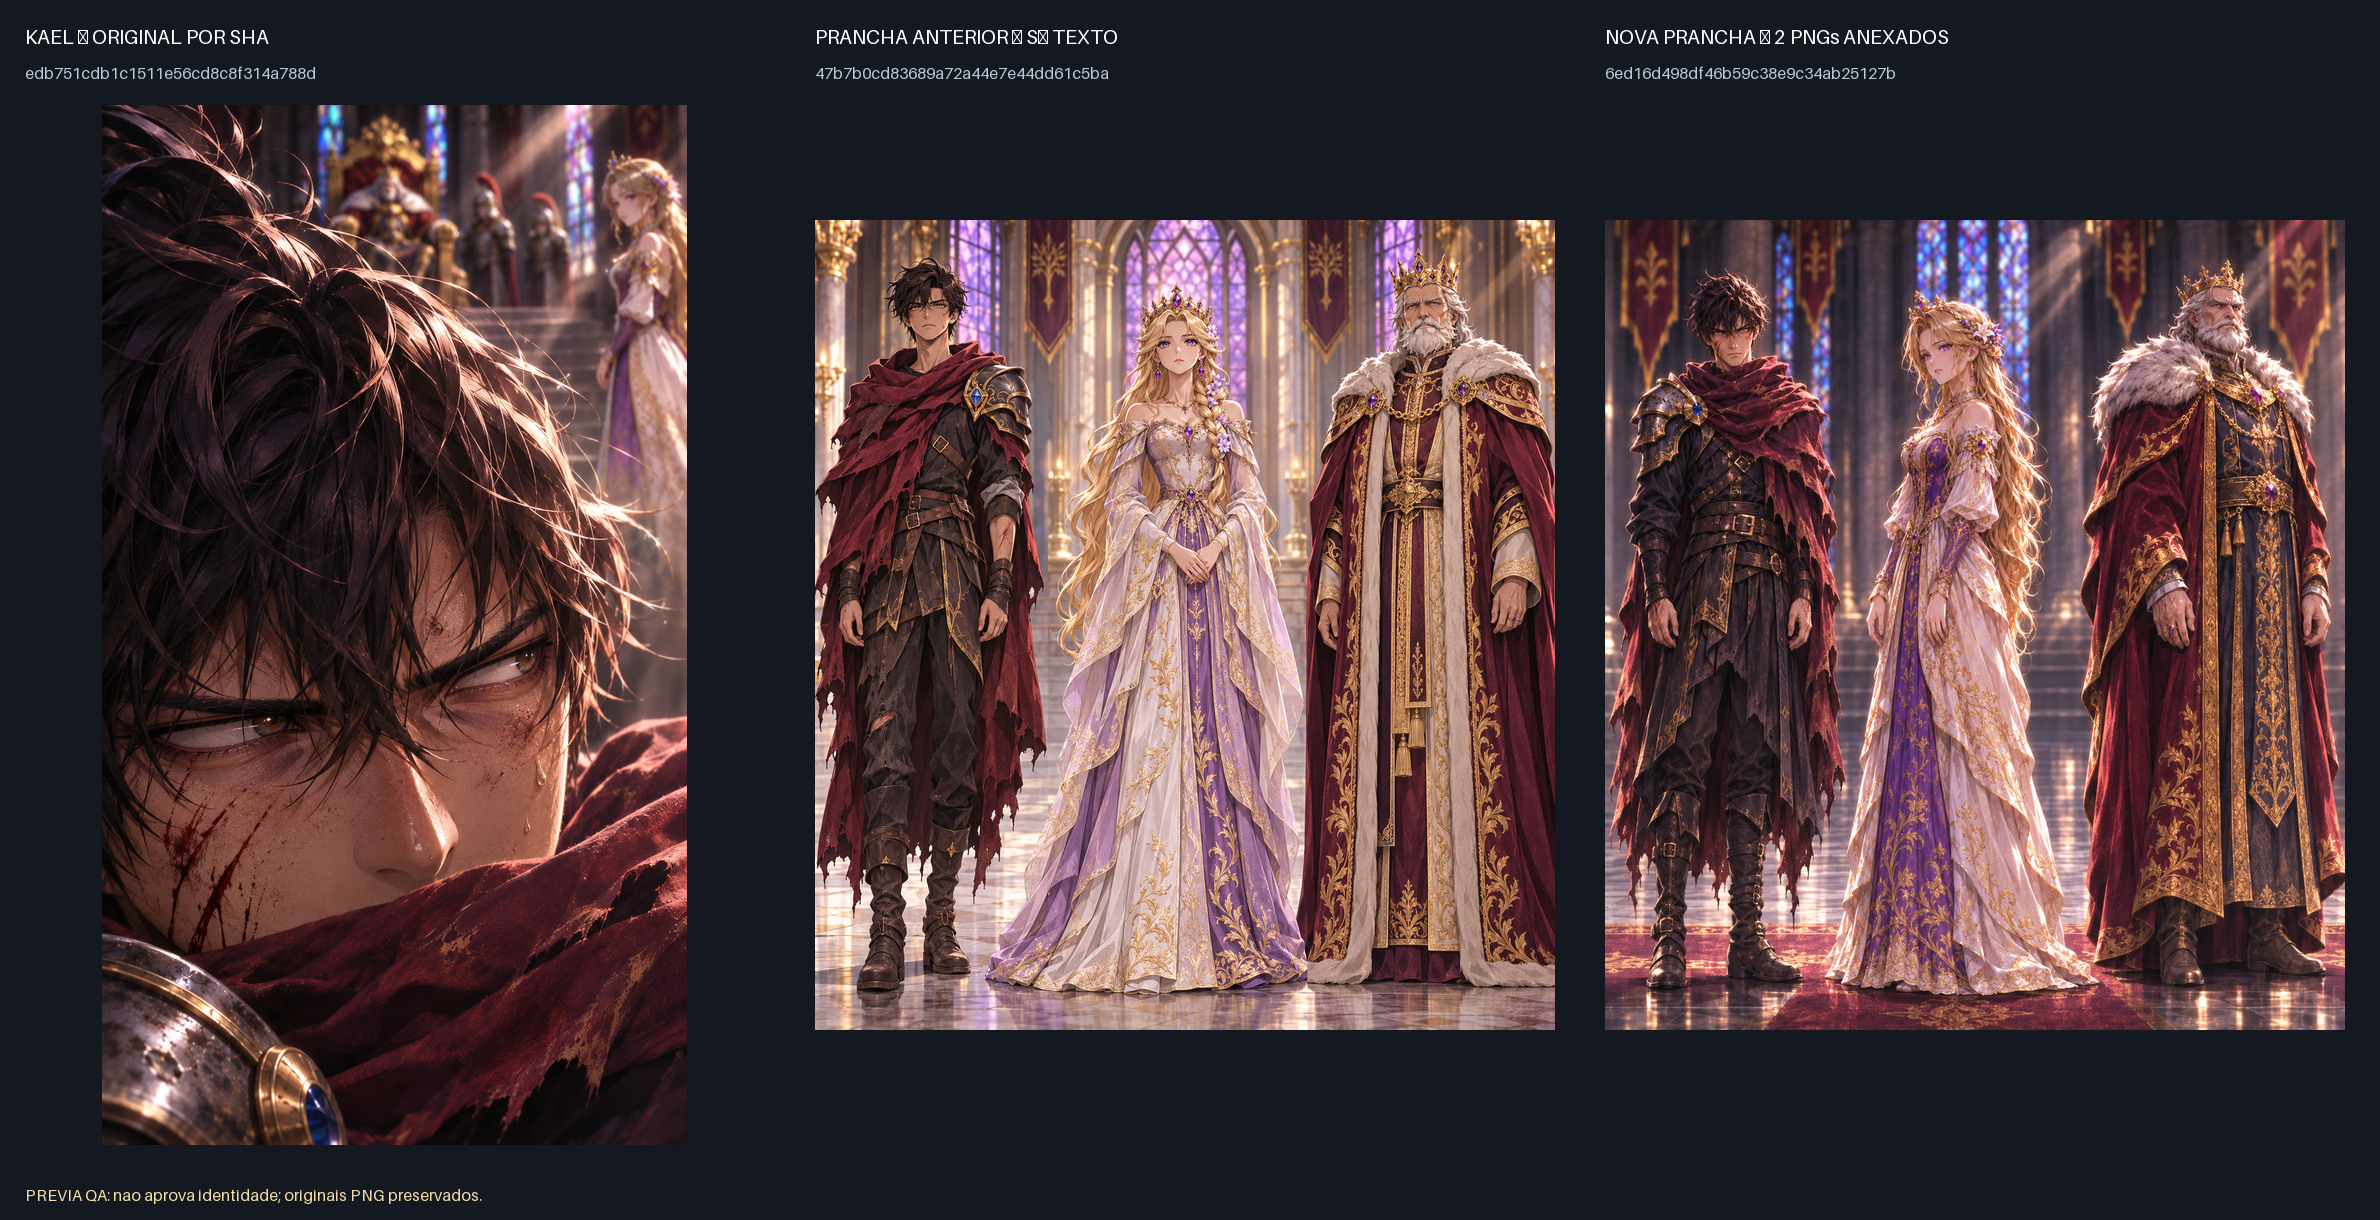 KAEL ☒ ORIGINAL POR SHA
edb751cdb1c1511e56cd8c8f314a788d
PRANCHA ANTERIOR ☒ S☒ TEXTO
47b7b0cd83689a72a44e7e44dd61c5ba
NOVA PRANCHA ☒ 2 PNGs ANEXADOS
6ed16d498df46b59c38e9c34ab25127b
PREVIA QA: nao aprova identidade; originais PNG preservados.